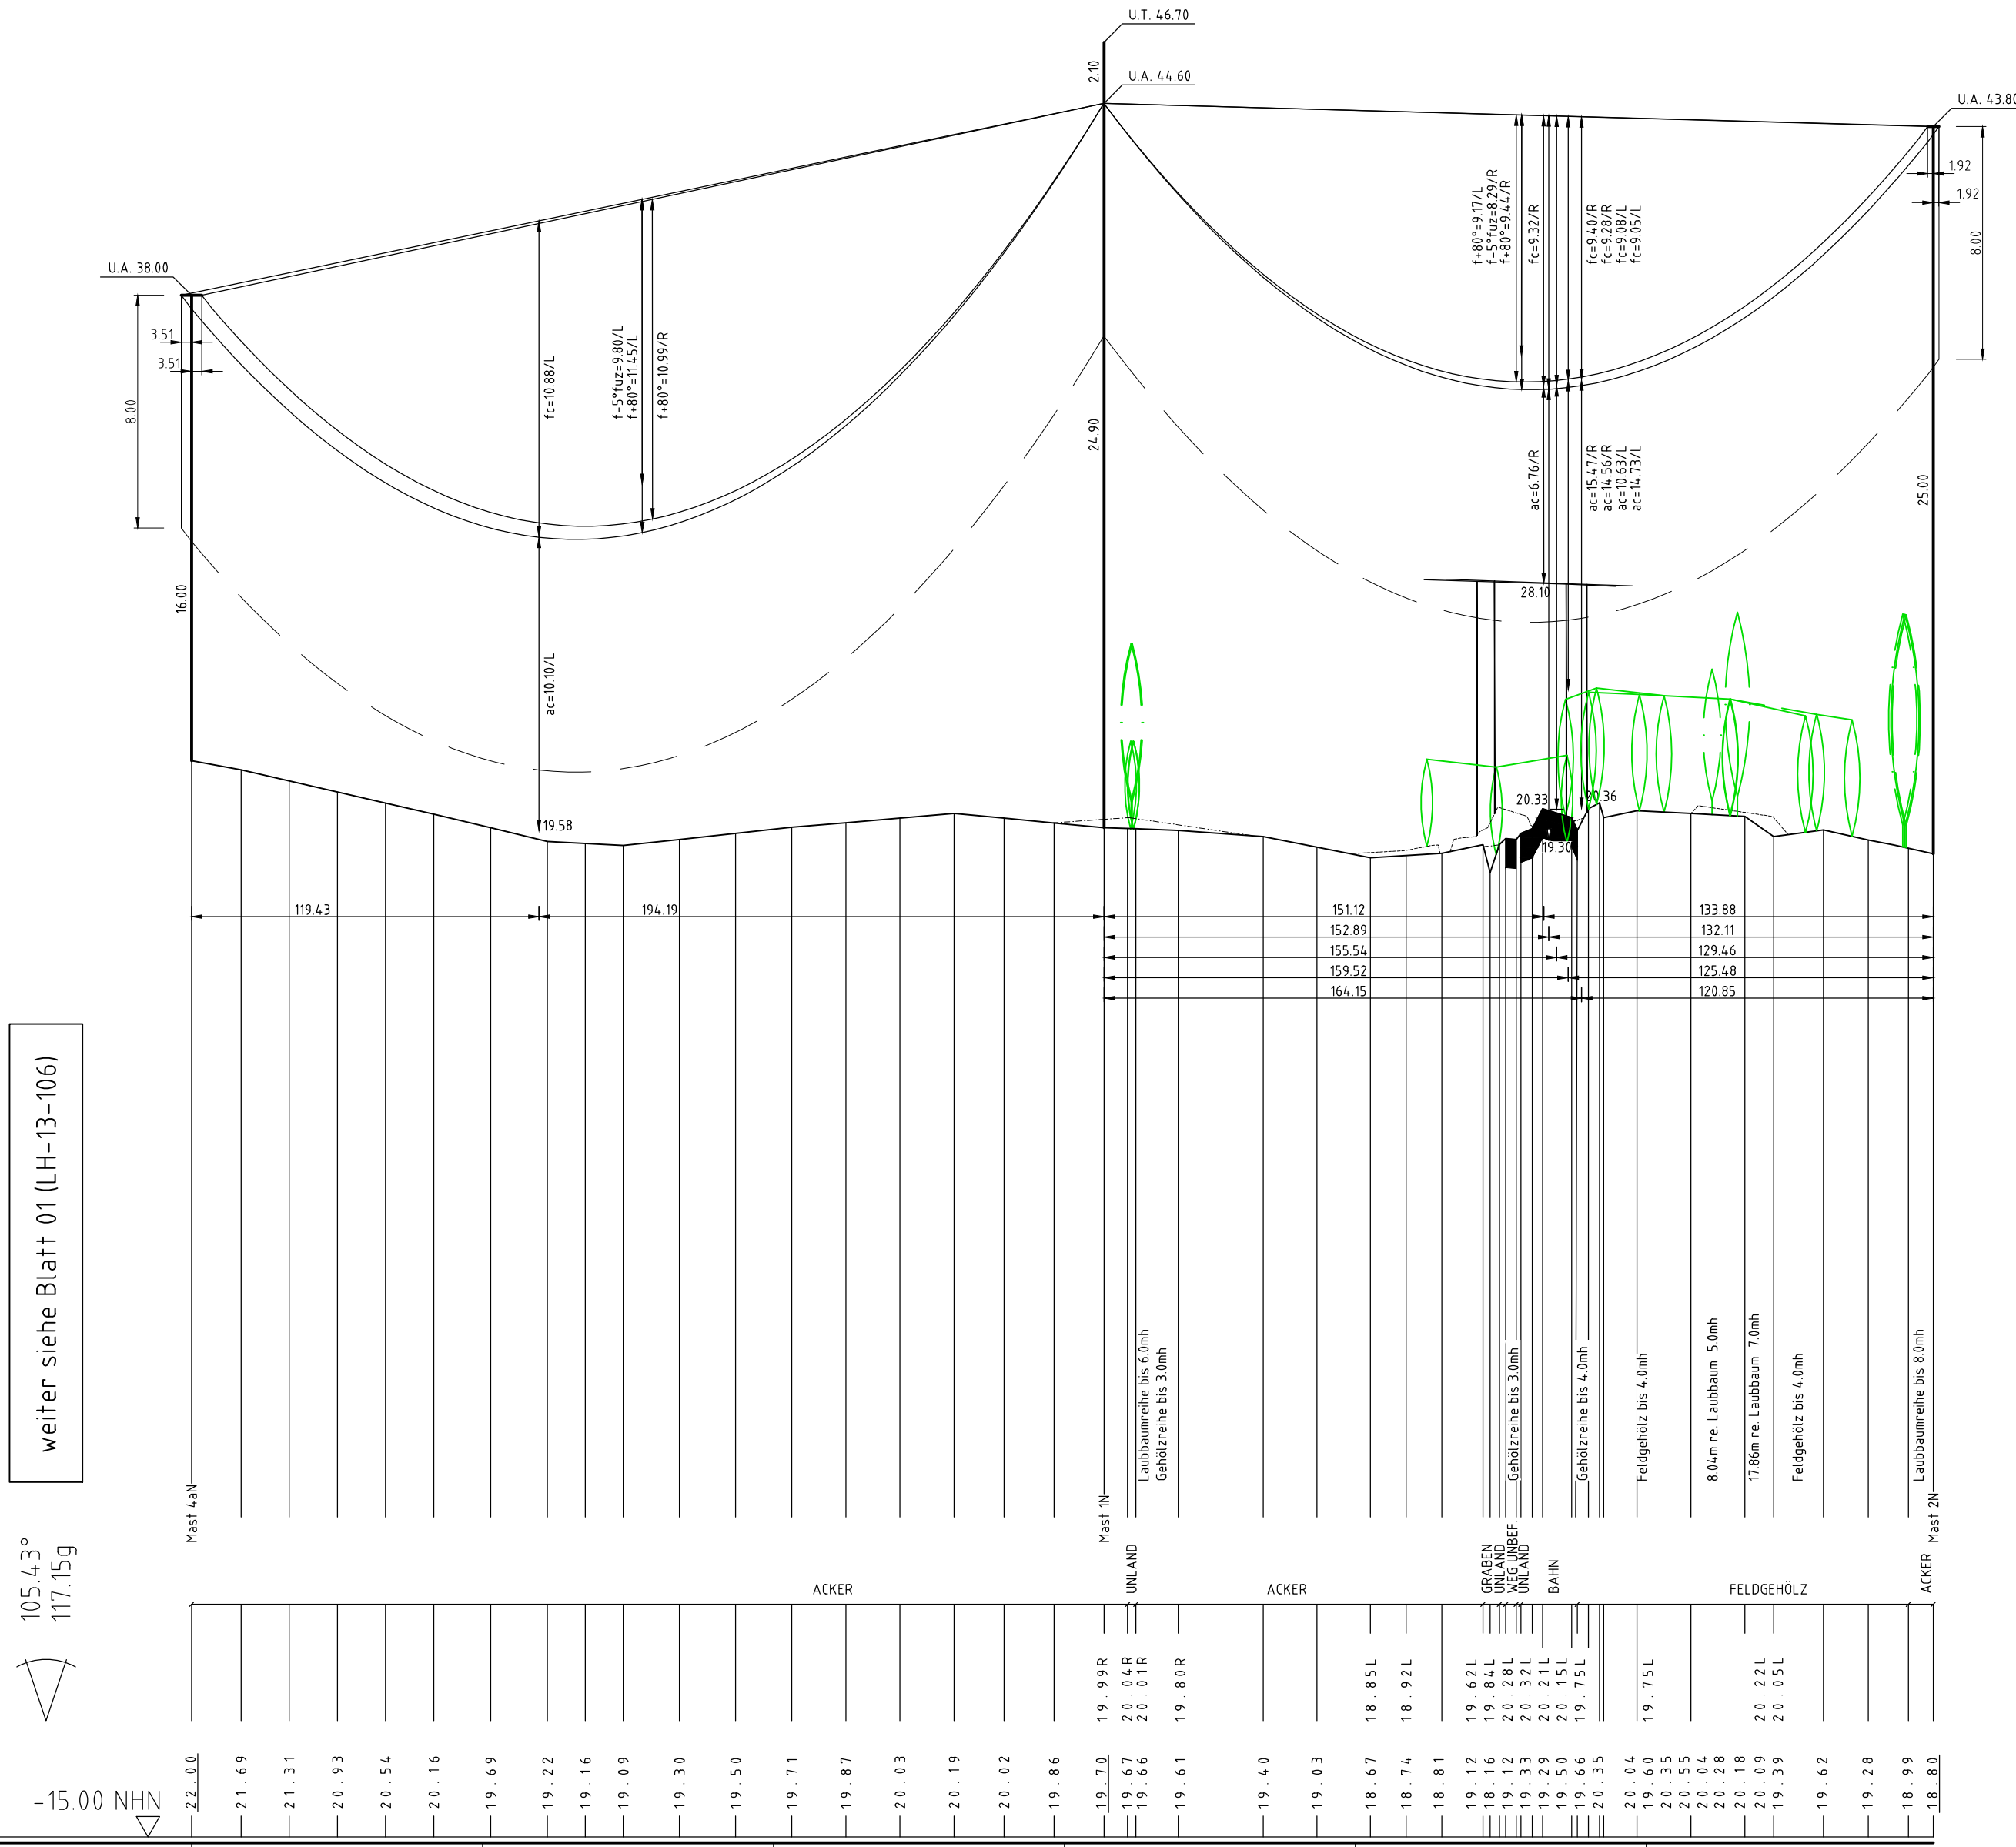 U.T. 46.70
2.10
U.A. 44.60
U.A. 43.80
1.92
1.92
8.00
U.A. 38.00
3.51
3.51
8.00
16.00
fc=10.88/L
f-5°fuz=9.80/L
f+80°=11.45/L
f+80°=10.99/R
24.90
f+80°=9.17/L
f-5°fuz=8.29/R
f+80°=9.44/R
fc=9.32/R
fc=9.40/R
fc=9.28/R
fc=9.08/L
fc=9.05/L
ac=6.76/R
ac=15.47/R
ac=14.56/R
ac=10.63/L
ac=14.73/L
25.00
28.10
ac=10.10/L
19.58
20.33
20.36
19.30
119.43
194.19
151.12
133.88
152.89
132.11
155.54
129.46
159.52
125.48
164.15
120.85
weiter siehe Blatt 01 (LH-13-106)
105.43°
117.15g
Mast 4aN
Mast 1N
Laubbaumreihe bis 6.0mh
Gehölzreihe bis 3.0mh
Gehölzreihe bis 3.0mh
Gehölzreihe bis 4.0mh
Feldgehölz bis 4.0mh
8.04m re. Laubbaum 5.0mh
17.86m re. Laubbaum 7.0mh
Feldgehölz bis 4.0mh
Laubbaumreihe bis 8.0mh
Mast 2N
ACKER
UNLAND
ACKER
GRABEN
UNLAND
WEG UNBEF.
UNLAND
BAHN
FELDGEHÖLZ
ACKER
19.99R
20.04R
20.01R
19.80R
18.85L
18.92L
19.62L
19.84L
20.28L
20.32L
20.21L
20.15L
19.75L
19.75L
20.22L
20.05L
-15.00 NHN
22.00
21.69
21.31
20.93
20.54
20.16
19.69
19.22
19.16
19.09
19.30
19.50
19.71
19.87
20.03
20.19
20.02
19.86
19.70
19.67
19.66
19.61
19.40
19.03
18.67
18.74
18.81
19.12
18.16
19.12
19.33
19.29
19.50
19.66
20.35
20.04
19.60
20.35
20.55
20.04
20.28
20.18
20.09
19.39
19.62
19.28
18.99
18.80